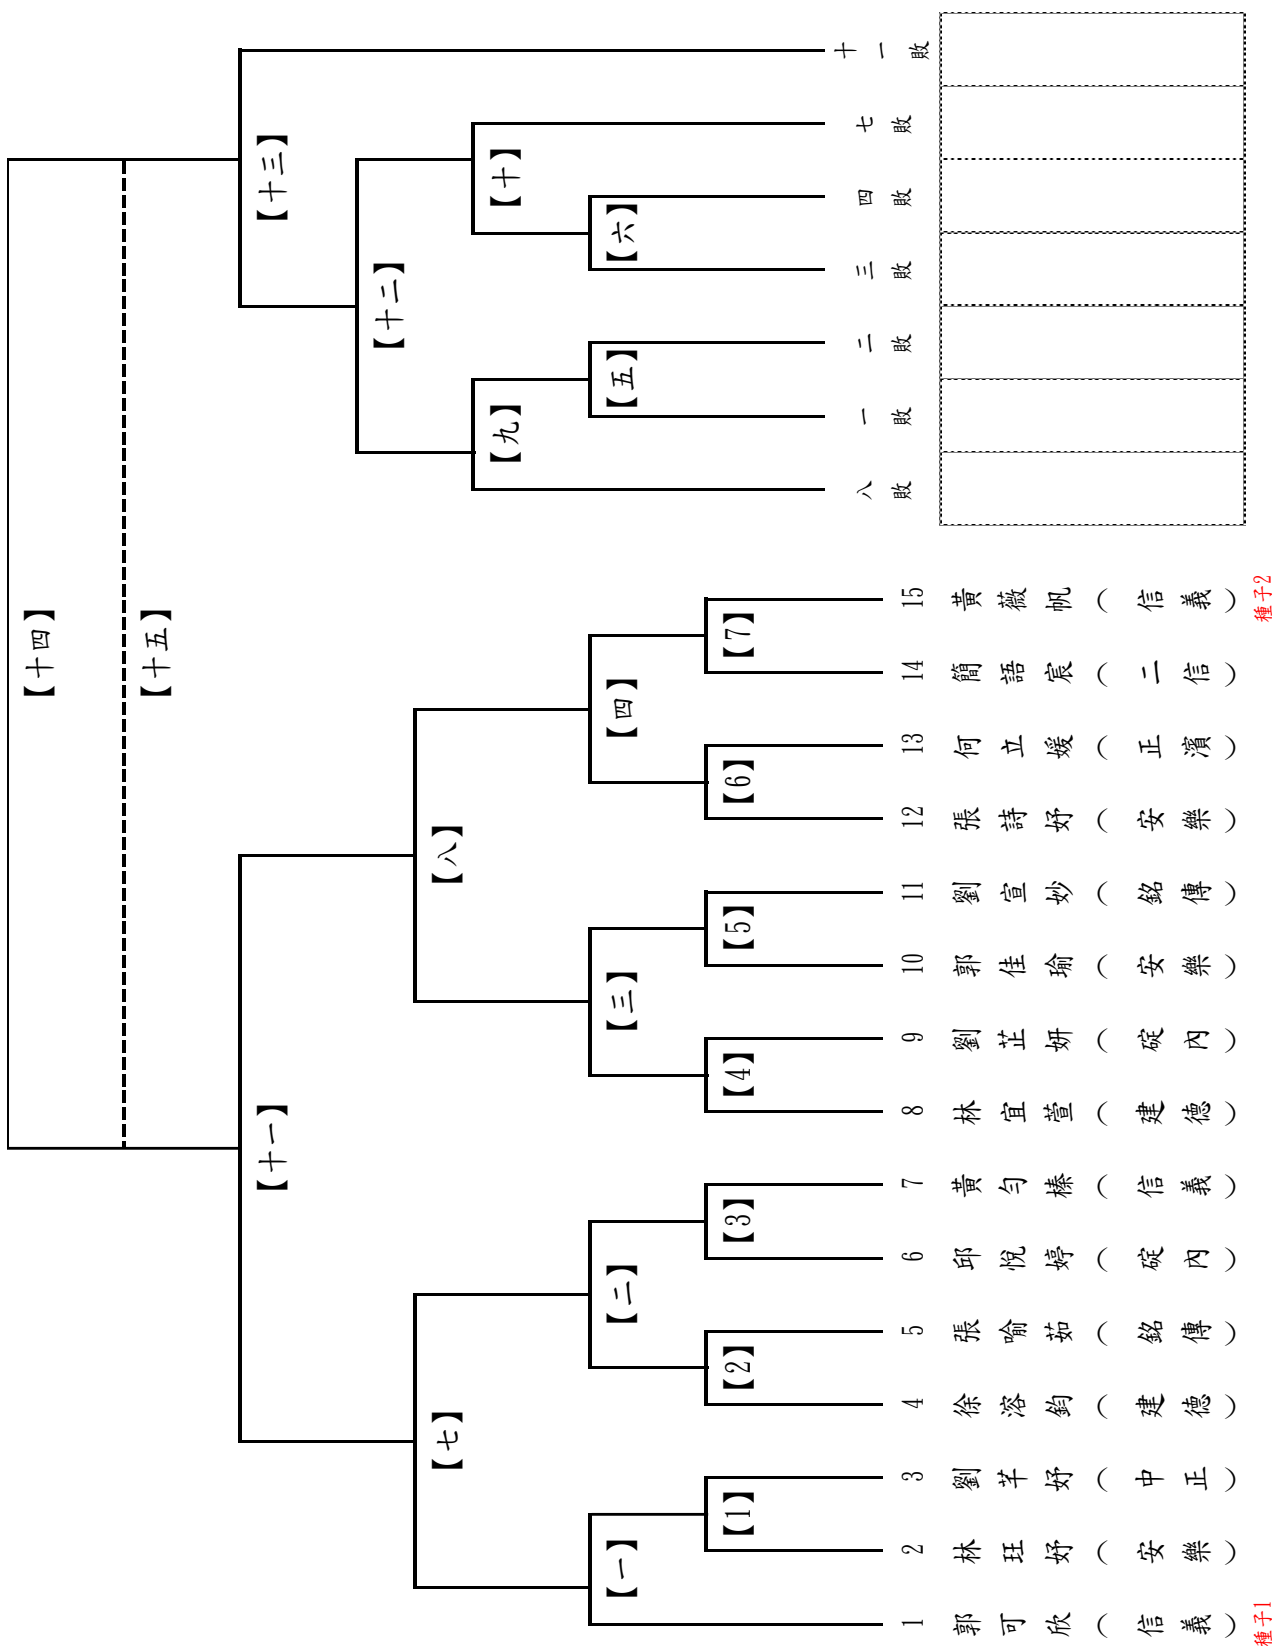 【十四】
【十五】
【十一】
【十三】
【七】
【八】
【十二】
【一】
【二】
【三】
【四】
【九】
【十】
【1】
【2】
【3】
【4】
【5】
【6】
【7】
【五】
【六】
1 郭可欣(信義) 種子1
2 林玨妤(安樂)
3 劉芊妤(中正)
4 徐溶鈞(建德)
5 張喻茹(銘傳)
6 邱悅婷(碇內)
7 黃勻榛(信義)
8 林宜萱(建德)
9 劉芷妍(碇內)
10 郭佳瑜(安樂)
11 劉宣妙(銘傳)
12 張詩妤(安樂)
13 何立媛(正濱)
14 簡語宸(二信)
15 黃薇帆(信義) 種子2
八敗
一敗
二敗
三敗
四敗
七敗
十一敗